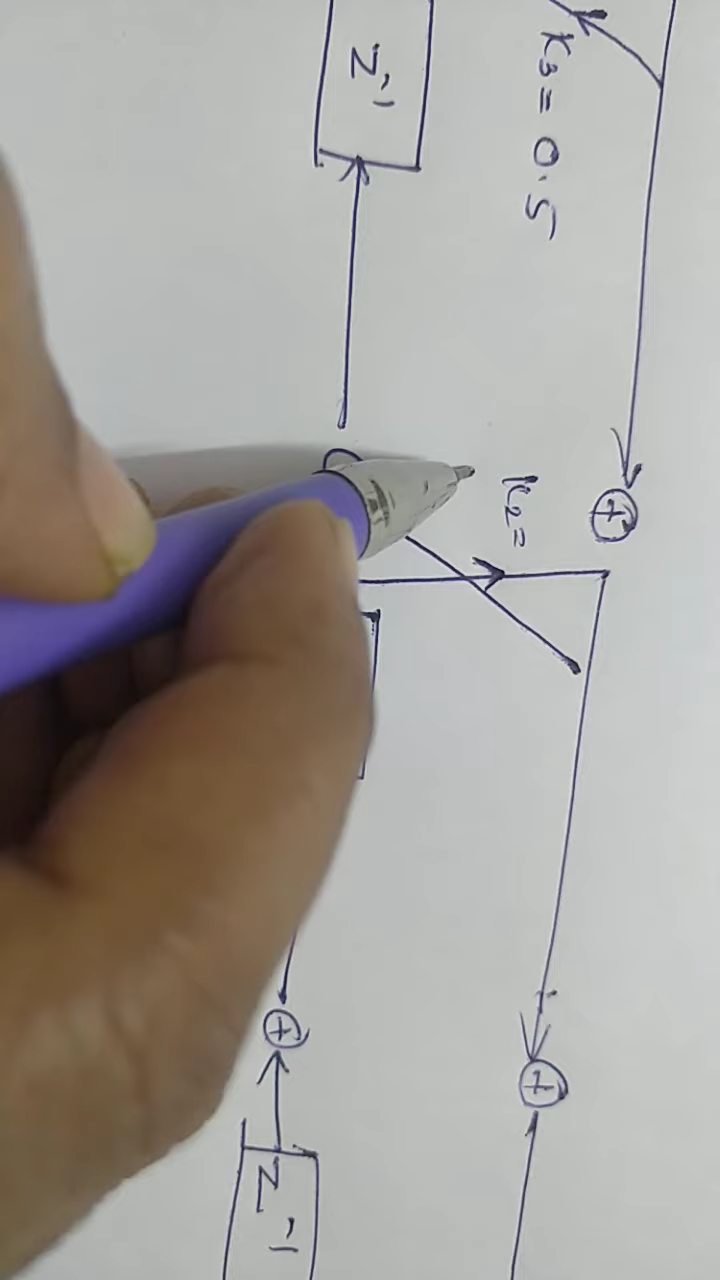 K₃ = 0.5
Z⁻¹
K₂ =
Z⁻¹